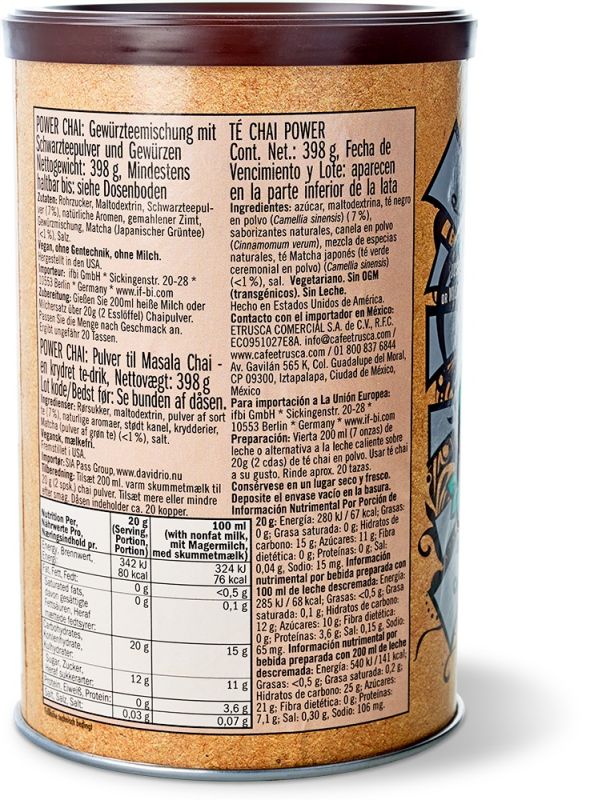 POWER CHAI: Gewürzteemischung mit
Schwarzteepulver und Gewürzen
Nettogewicht: 398 g, Mindestens
haltbar bis: siehe Dosenboden
Zutaten: Rohrzucker, Maltodextrin, Schwarzteepul-
ver (7%), natürliche Aromen, gemahlener Zimt,
Gewürzmischung, Matcha (Japanischer Grüntee)
(<1 %), Salz.
Vegan, ohne Gentechnik, ohne Milch.
Hergestellt in den USA.
Importeur: ifbi GmbH * Sickingenstr. 20-28 *
10553 Berlin * Germany * www.if-bi.com
Zubereitung: Gießen Sie 200ml heiße Milch oder
Milchersatz über 20g (2 Esslöffel) Chaipulver.
Passen Sie die Menge nach Geschmack an.
Ergibt ungefähr 20 Tassen.
POWER CHAI: Pulver til Masala Chai -
en krydret te-drik, Nettovægt: 398 g
Lot kode/Bedst før: Se bunden af dåsen.
Ingredienser: Rørsukker, maltodextrin, pulver af sort
te (7%), naturlige aromaer, stødt kanel, krydderier,
Matcha (pulver af grøn te) (<1 %), salt.
Vegansk, mælkefri.
Fremstillet i USA.
Importør: SIA Pass Group, www.davidrio.nu
Tilberedning: Tilsæt 200 ml. varm skummetmælk til
20 g (2 spsk.) chai pulver. Tilsæt mere eller mindre
efter smag. Dåsen indeholder ca. 20 kopper.
Nutrition Per,
Nährwerte Pro,
Næringsindhold pr.
20 g
(Serving,
Portion,
Portion)
100 ml
(with nonfat milk,
mit Magermilch,
med skummetmælk)
Energy, Brennwert,
Energi:
342 kJ
80 kcal
324 kJ
76 kcal
Fat, Fett, Fedt:
0 g
<0,5 g
Saturated fats,
davon gesättigte
Fettsäuren, Heraf
mættede fedtsyrer:
0 g
0,1 g
Carbohydrates,
Kohlenhydrate,
Kulhydrater:
20 g
15 g
Sugar, Zucker,
Heraf sukkerarter:
12 g
11 g
Protein, Eiweiß, Protein:
0 g
3,6 g
Salt, Salz, Salt:
0,03 g
0,07 g
TÉ CHAI POWER
Cont. Net.: 398 g, Fecha de
Vencimiento y Lote: aparecen
en la parte inferior de la lata
Ingredientes: azúcar, maltodextrina, té negro
en polvo (Camellia sinensis) (7 %),
saborizantes naturales, canela en polvo
(Cinnamomum verum), mezcla de especias
naturales, té Matcha japonés (té verde
ceremonial en polvo) (Camellia sinensis)
(<1 %), sal. Vegetariano. Sin OGM
(transgénicos). Sin Leche.
Hecho en Estados Unidos de América.
Contacto con el importador en México:
ETRUSCA COMERCIAL S.A. de C.V., R.F.C.
ECO951027E8A. info@cafeetrusca.com /
www.cafeetrusca.com / 01 800 837 6844
Av. Gavilán 565 K, Col. Guadalupe del Moral,
CP 09300, Iztapalapa, Ciudad de México,
México
Para importación a La Unión Europea:
ifbi GmbH * Sickingenstr. 20-28 *
10553 Berlin * Germany * www.if-bi.com
Preparación: Vierta 200 ml (7 onzas) de
leche o alternativa a la leche caliente sobre
20g (2 cdas) de té chai en polvo. Usar té chai
a su gusto. Rinde aprox. 20 tazas.
Consérvese en un lugar seco y fresco.
Deposite el envase vacío en la basura.
Información Nutrimental Por Porción de
20 g: Energía: 280 kJ / 67 kcal; Grasas:
0 g; Grasa saturada: 0 g; Hidratos de
carbono: 15 g; Azúcares: 11 g; Fibra
dietética: 0 g; Proteínas: 0 g; Sal:
0,04 g, Sodio: 15 mg. Información
nutrimental por bebida preparada con
100 ml de leche descremada: Energía:
285 kJ / 68 kcal; Grasas: <0,5 g; Grasa
saturada: 0,1 g; Hidratos de carbono:
12 g; Azúcares: 10 g; Fibra dietética:
0 g; Proteínas: 3,6 g; Sal: 0,15 g, Sodio:
65 mg. Información nutrimental por
bebida preparada con 200 ml de leche
descremada: Energía: 540 kJ / 141 kcal;
Grasas: <0,5 g; Grasa saturada: 0,2 g;
Hidratos de carbono: 25 g; Azúcares:
21 g; Fibra dietética: 0 g; Proteínas:
7,1 g; Sal: 0,30 g, Sodio: 106 mg.